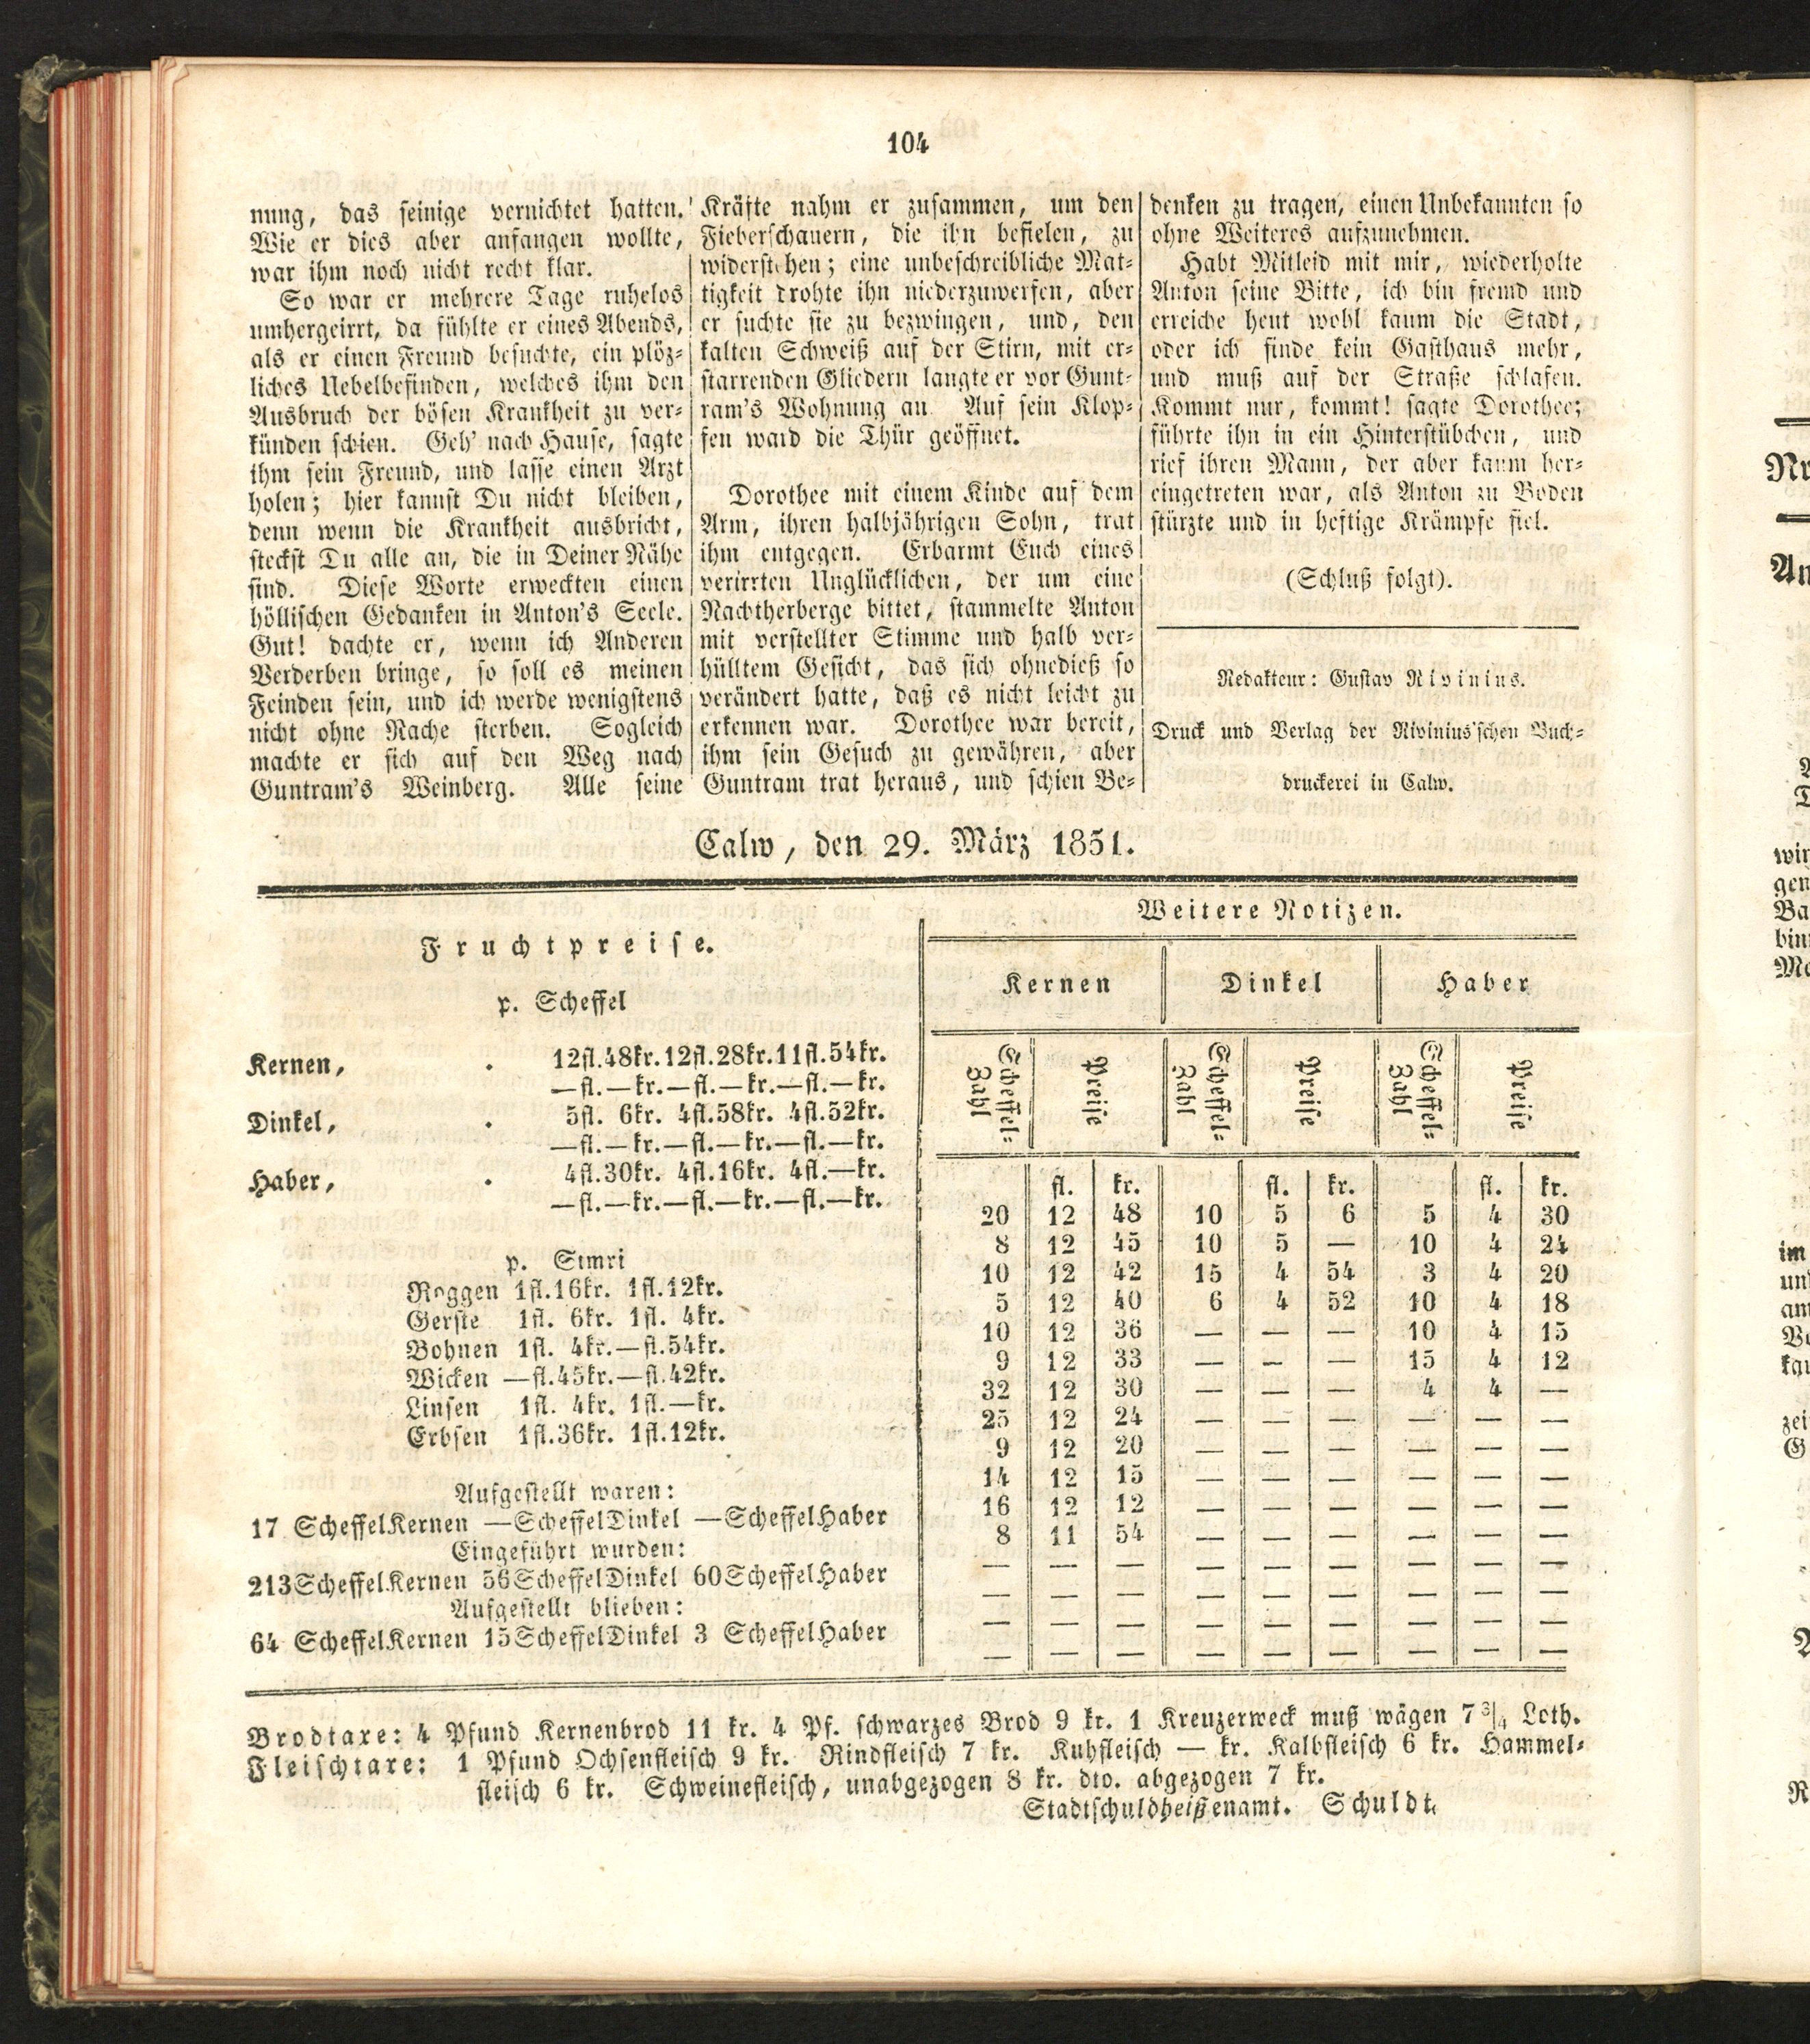 104
nung, das seinige vernichtet hatten.
Wie er dies aber anfangen wollte,
war ihm noch nicht recht klar.
So war er mehrere Tage ruhelos
umhergeirrt, da fühlte er eines Abends,
als er einen Freund besuchte, ein plöz-
liches Uebelbefinden, welches ihm den
Ausbruch der bösen Krankheit zu ver-
künden schien. Geh' nach Hause, sagte
ihm sein Freund, und lasse einen Arzt
holen; hier kannst Du nicht bleiben,
denn wenn die Krankheit ausbricht,
steckst Du alle an, die in Deiner Nähe
sind. Diese Worte erweckten einen
höllischen Gedanken in Anton's Seele.
Gut! dachte er, wenn ich Anderen
Verderben bringe, so soll es meinen
Feinden sein, und ich werde wenigstens
nicht ohne Rache sterben. Sogleich
machte er sich auf den Weg nach
Guntram's Weinberg. Alle seine
Kräfte nahm er zusammen, um den
Fieberschauern, die ihn befielen, zu
widerstehen; eine unbeschreibliche Mat-
tigkeit drohte ihn niederzuwerfen, aber
er suchte sie zu bezwingen, und, den
kalten Schweiß auf der Stirn, mit er-
starrenden Gliedern langte er vor Gunt-
ram's Wohnung an Auf sein Klop-
fen ward die Thür geöffnet.
Dorothee mit einem Kinde auf dem
Arm, ihren halbjährigen Sohn, trat
ihm entgegen. Erbarmt Euch eines
verirrten Unglücklichen, der um eine
Nachtherberge bittet, stammelte Anton
mit verstellter Stimme und halb ver-
hülltem Gesicht, das sich ohnedieß so
verändert hatte, daß es nicht leicht zu
erkennen war. Dorothee war bereit,
ihm sein Gesuch zu gewähren, aber
Guntram trat heraus, und schien Be-
denken zu tragen, einen Unbekannten so
ohne Weiteres aufzunehmen.
Habt Mitleid mit mir, wiederholte
Anton seine Bitte, ich bin fremd und
erreiche heut wohl kaum die Stadt,
oder ich finde kein Gasthaus mehr,
und muß auf der Straße schlafen.
Kommt nur, kommt! sagte Dorothee;
führte ihn in ein Hinterstübchen, und
rief ihren Mann, der aber kaum her-
eingetreten war, als Anton zu Boden
stürzte und in heftige Krämpfe fiel.
(Schluß folgt).
Redakteur: Gustav Rivinius.
Druck und Verlag der Rivinius'schen Buch-
druckerei in Calw.
Calw, den 29. März 1851.
Fruchtpreise.
p. Scheffel
Kernen, . 12fl.48kr.12fl.28kr.11fl.54kr.
—fl.—kr.—fl.—kr.—fl.—kr.
Dinkel, . 5fl. 6kr. 4fl.58kr. 4fl.52kr.
—fl.—kr.—fl.—kr.—fl.—kr.
Haber, . 4fl.30kr. 4fl.16kr. 4fl.—kr.
—fl.—kr.—fl.—kr.—fl.—kr.
p. Simri
Roggen 1fl.16kr. 1fl.12kr.
Gerste 1fl. 6kr. 1fl. 4kr.
Bohnen 1fl. 4kr.—fl.54kr.
Wicken —fl.45kr.—fl.42kr.
Linsen 1fl. 4kr. 1fl.—kr.
Erbsen 1fl.36kr. 1fl.12kr.
Aufgestellt waren:
17 Scheffel Kernen —Scheffel Dinkel —Scheffel Haber
Eingeführt wurden:
213 Scheffel Kernen 56 Scheffel Dinkel 60 Scheffel Haber
Aufgestellt blieben:
64 Scheffel Kernen 15 Scheffel Dinkel 3 Scheffel Haber
Weitere Notizen.
Kernen Dinkel Haber
Scheffel-Zahl Preise Scheffel-Zahl Preise Scheffel-Zahl Preise
fl. kr. fl. kr. fl. kr.
20 12 48 10 5 6 5 4 30
8 12 45 10 5 — 10 4 24
10 12 42 15 4 54 3 4 20
5 12 40 6 4 52 10 4 18
10 12 36 — — — 10 4 15
9 12 33 — — — 15 4 12
32 12 30 — — — 4 4 —
25 12 24 — — — — — —
9 12 20 — — — — — —
14 12 15 — — — — — —
16 12 12 — — — — — —
8 11 54 — — — — — —
— — — — — — — — —
— — — — — — — — —
— — — — — — — — —
— — — — — — — — —
Brodtaxe: 4 Pfund Kernenbrod 11 kr. 4 Pf. schwarzes Brod 9 kr. 1 Kreuzerweck muß wägen 7 3/4 Loth.
Fleischtaxe: 1 Pfund Ochsenfleisch 9 kr. Rindfleisch 7 kr. Kuhfleisch — kr. Kalbfleisch 6 kr. Hammel-
fleisch 6 kr. Schweinefleisch, unabgezogen 8 kr. dto. abgezogen 7 kr.
Stadtschuldheißenamt. Schuldt.